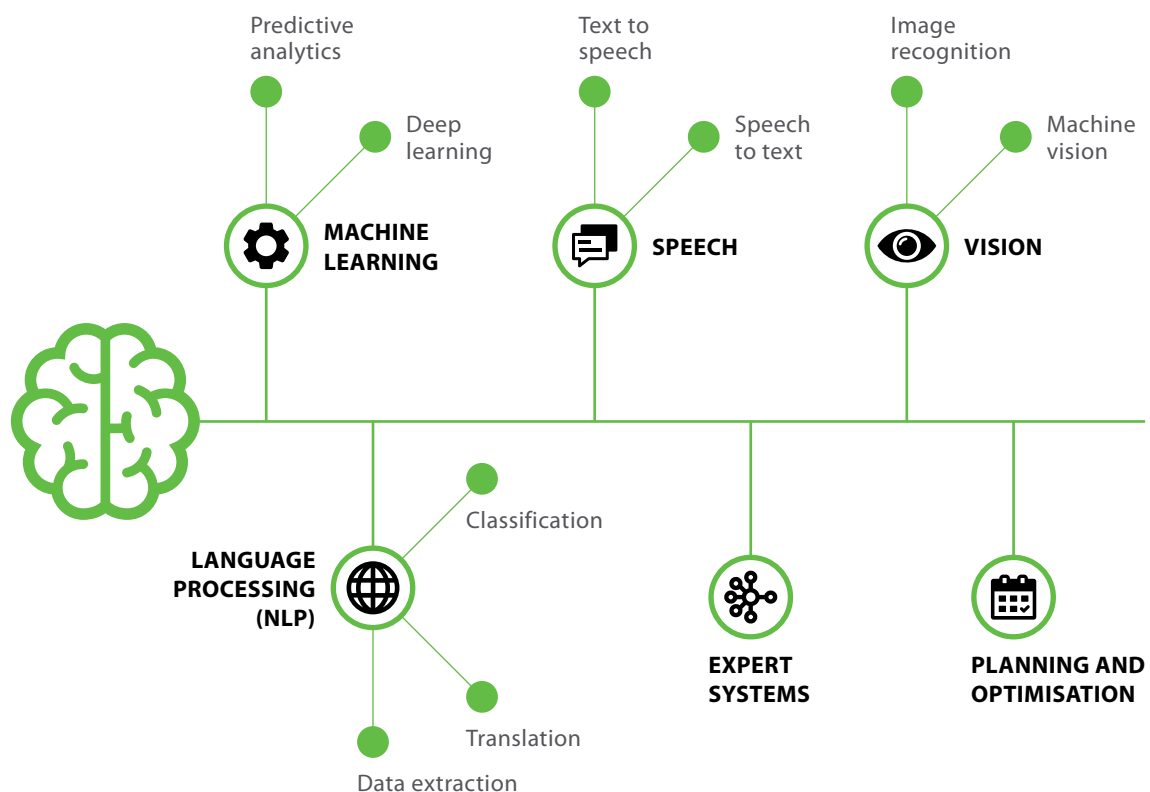 Predictive
analytics
Deep
learning
MACHINE
LEARNING
Text to
speech
Speech
to text
SPEECH
Image
recognition
Machine
vision
VISION
Classification
LANGUAGE
PROCESSING
(NLP)
Translation
Data extraction
EXPERT
SYSTEMS
PLANNING AND
OPTIMISATION